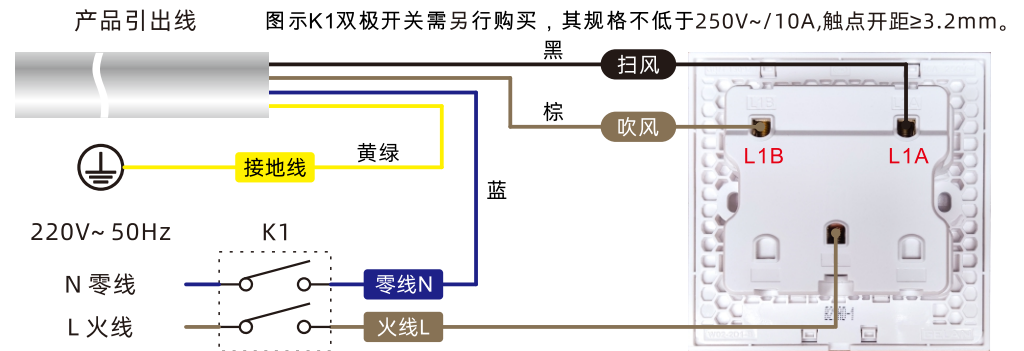 产品引出线
图示K1双极开关需另行购买，其规格不低于250V~/10A,触点开距≥3.2mm。
黑
扫风
棕
吹风
L1B
L1A
黄绿
接地线
蓝
220V~ 50Hz
K1
N 零线
零线N
L 火线
火线L